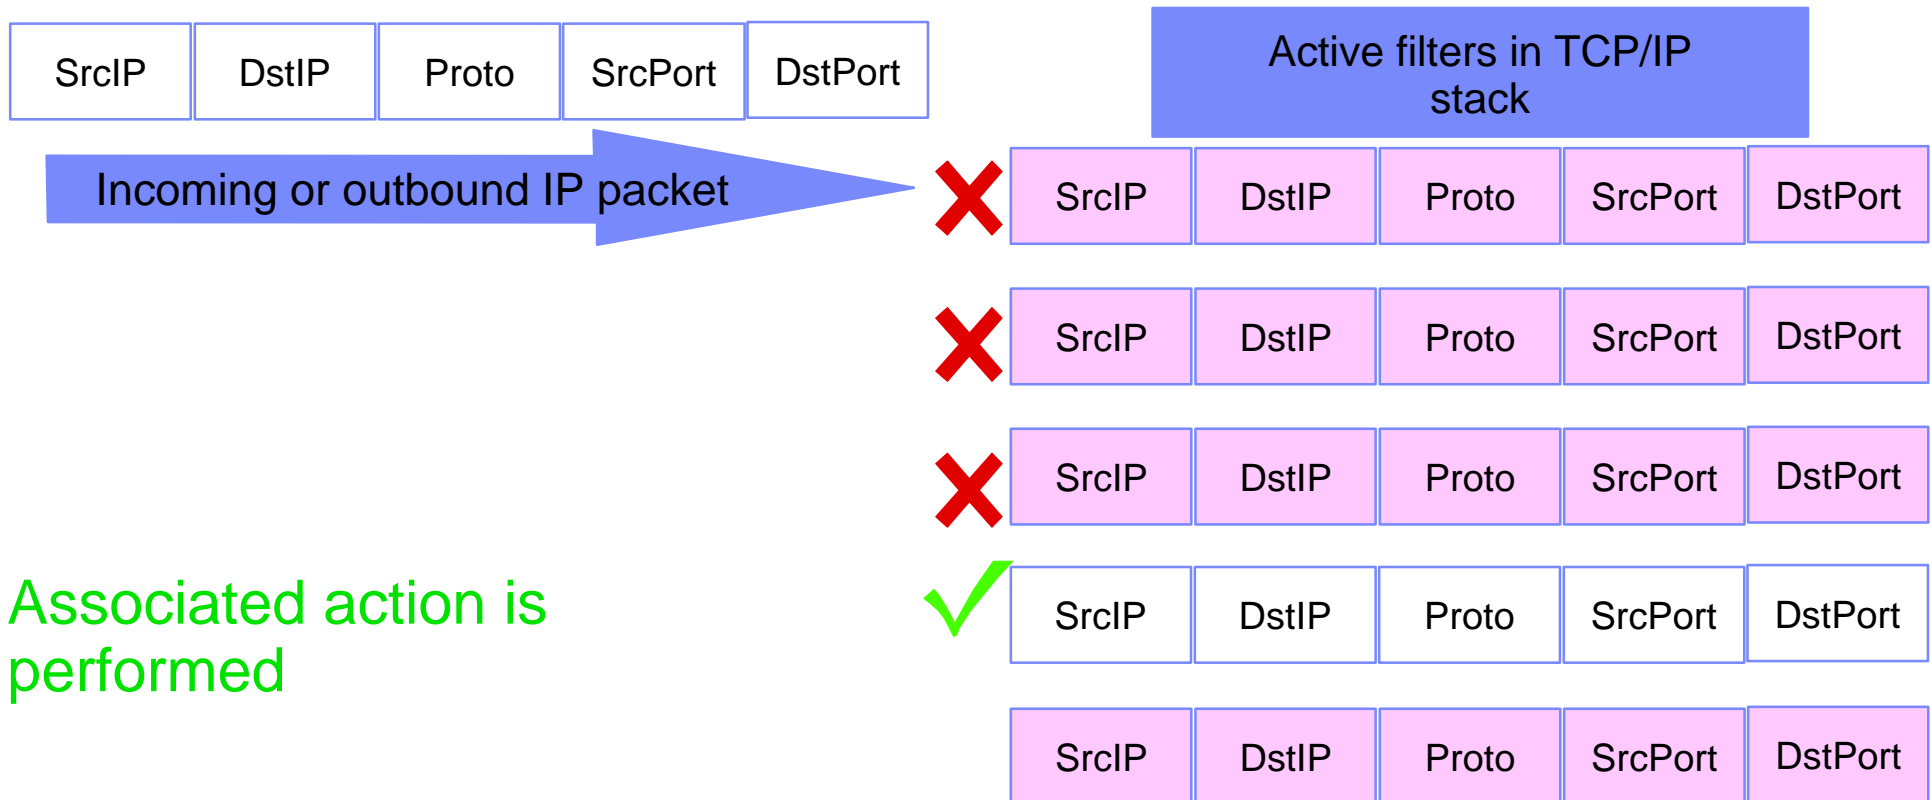 SrcIP DstIP Proto SrcPort DstPort
Active filters in TCP/IP
stack
Incoming or outbound IP packet
SrcIP DstIP Proto SrcPort DstPort
SrcIP DstIP Proto SrcPort DstPort
SrcIP DstIP Proto SrcPort DstPort
Associated action is
performed
SrcIP DstIP Proto SrcPort DstPort
SrcIP DstIP Proto SrcPort DstPort